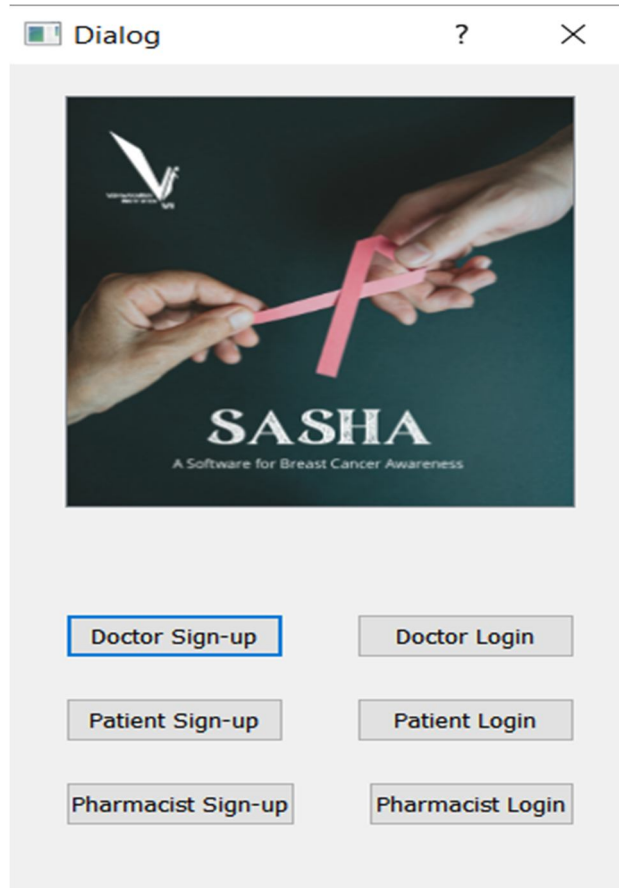 Dialog ?
SASHA
A Software for Breast Cancer Awareness
Doctor Sign-up Doctor Login
Patient Sign-up Patient Login
Pharmacist Sign-up Pharmacist Login